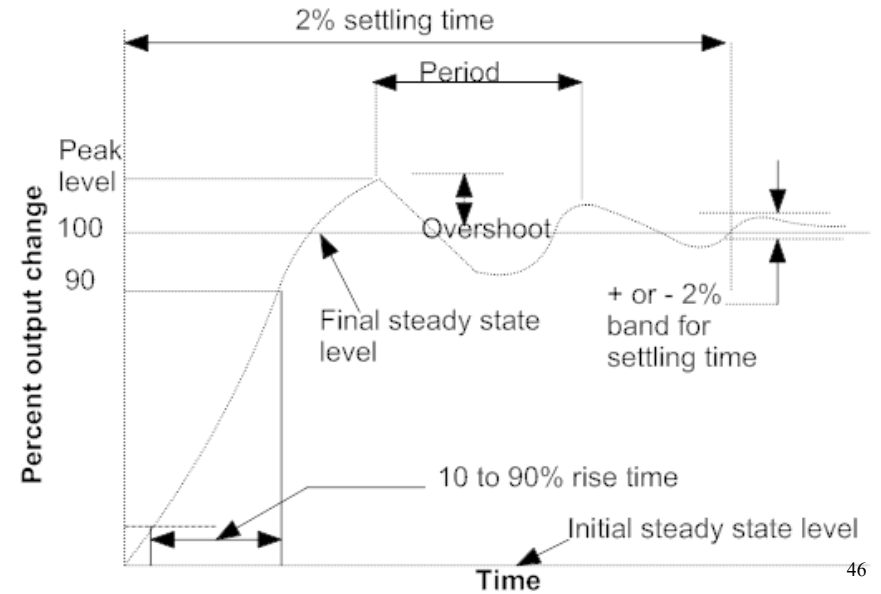 2% settling time
Period
Peak
level
100
Overshoot
90
Percent output change
+ or - 2%
band for
settling time
Final steady state
level
10 to 90% rise time
Initial steady state level
Time
46